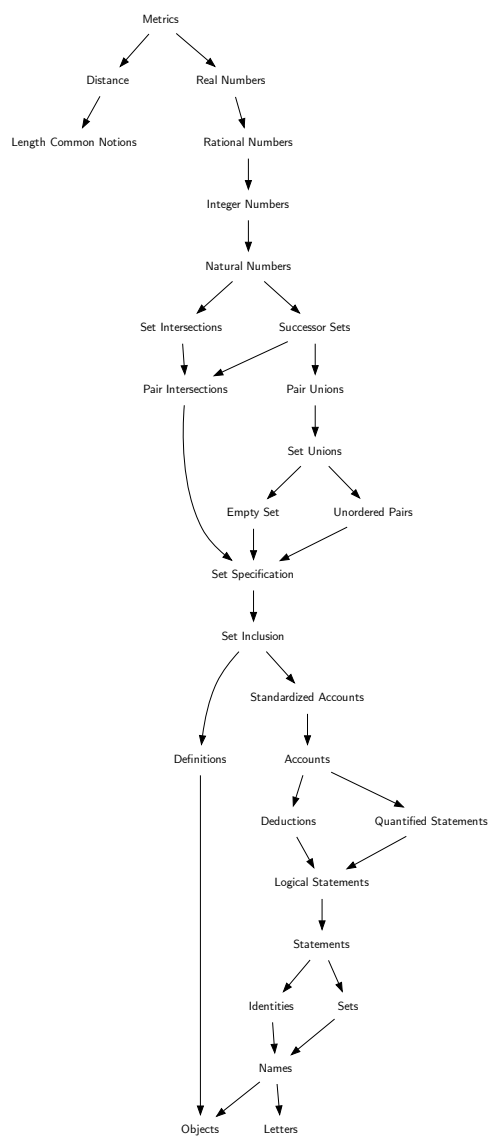 Metrics
Distance
Real Numbers
Length Common Notions
Rational Numbers
Integer Numbers
Natural Numbers
Set Intersections
Successor Sets
Pair Intersections
Pair Unions
Set Unions
Empty Set
Unordered Pairs
Set Specification
Set Inclusion
Standardized Accounts
Definitions
Accounts
Deductions
Quantified Statements
Logical Statements
Statements
Identities
Sets
Names
Objects
Letters